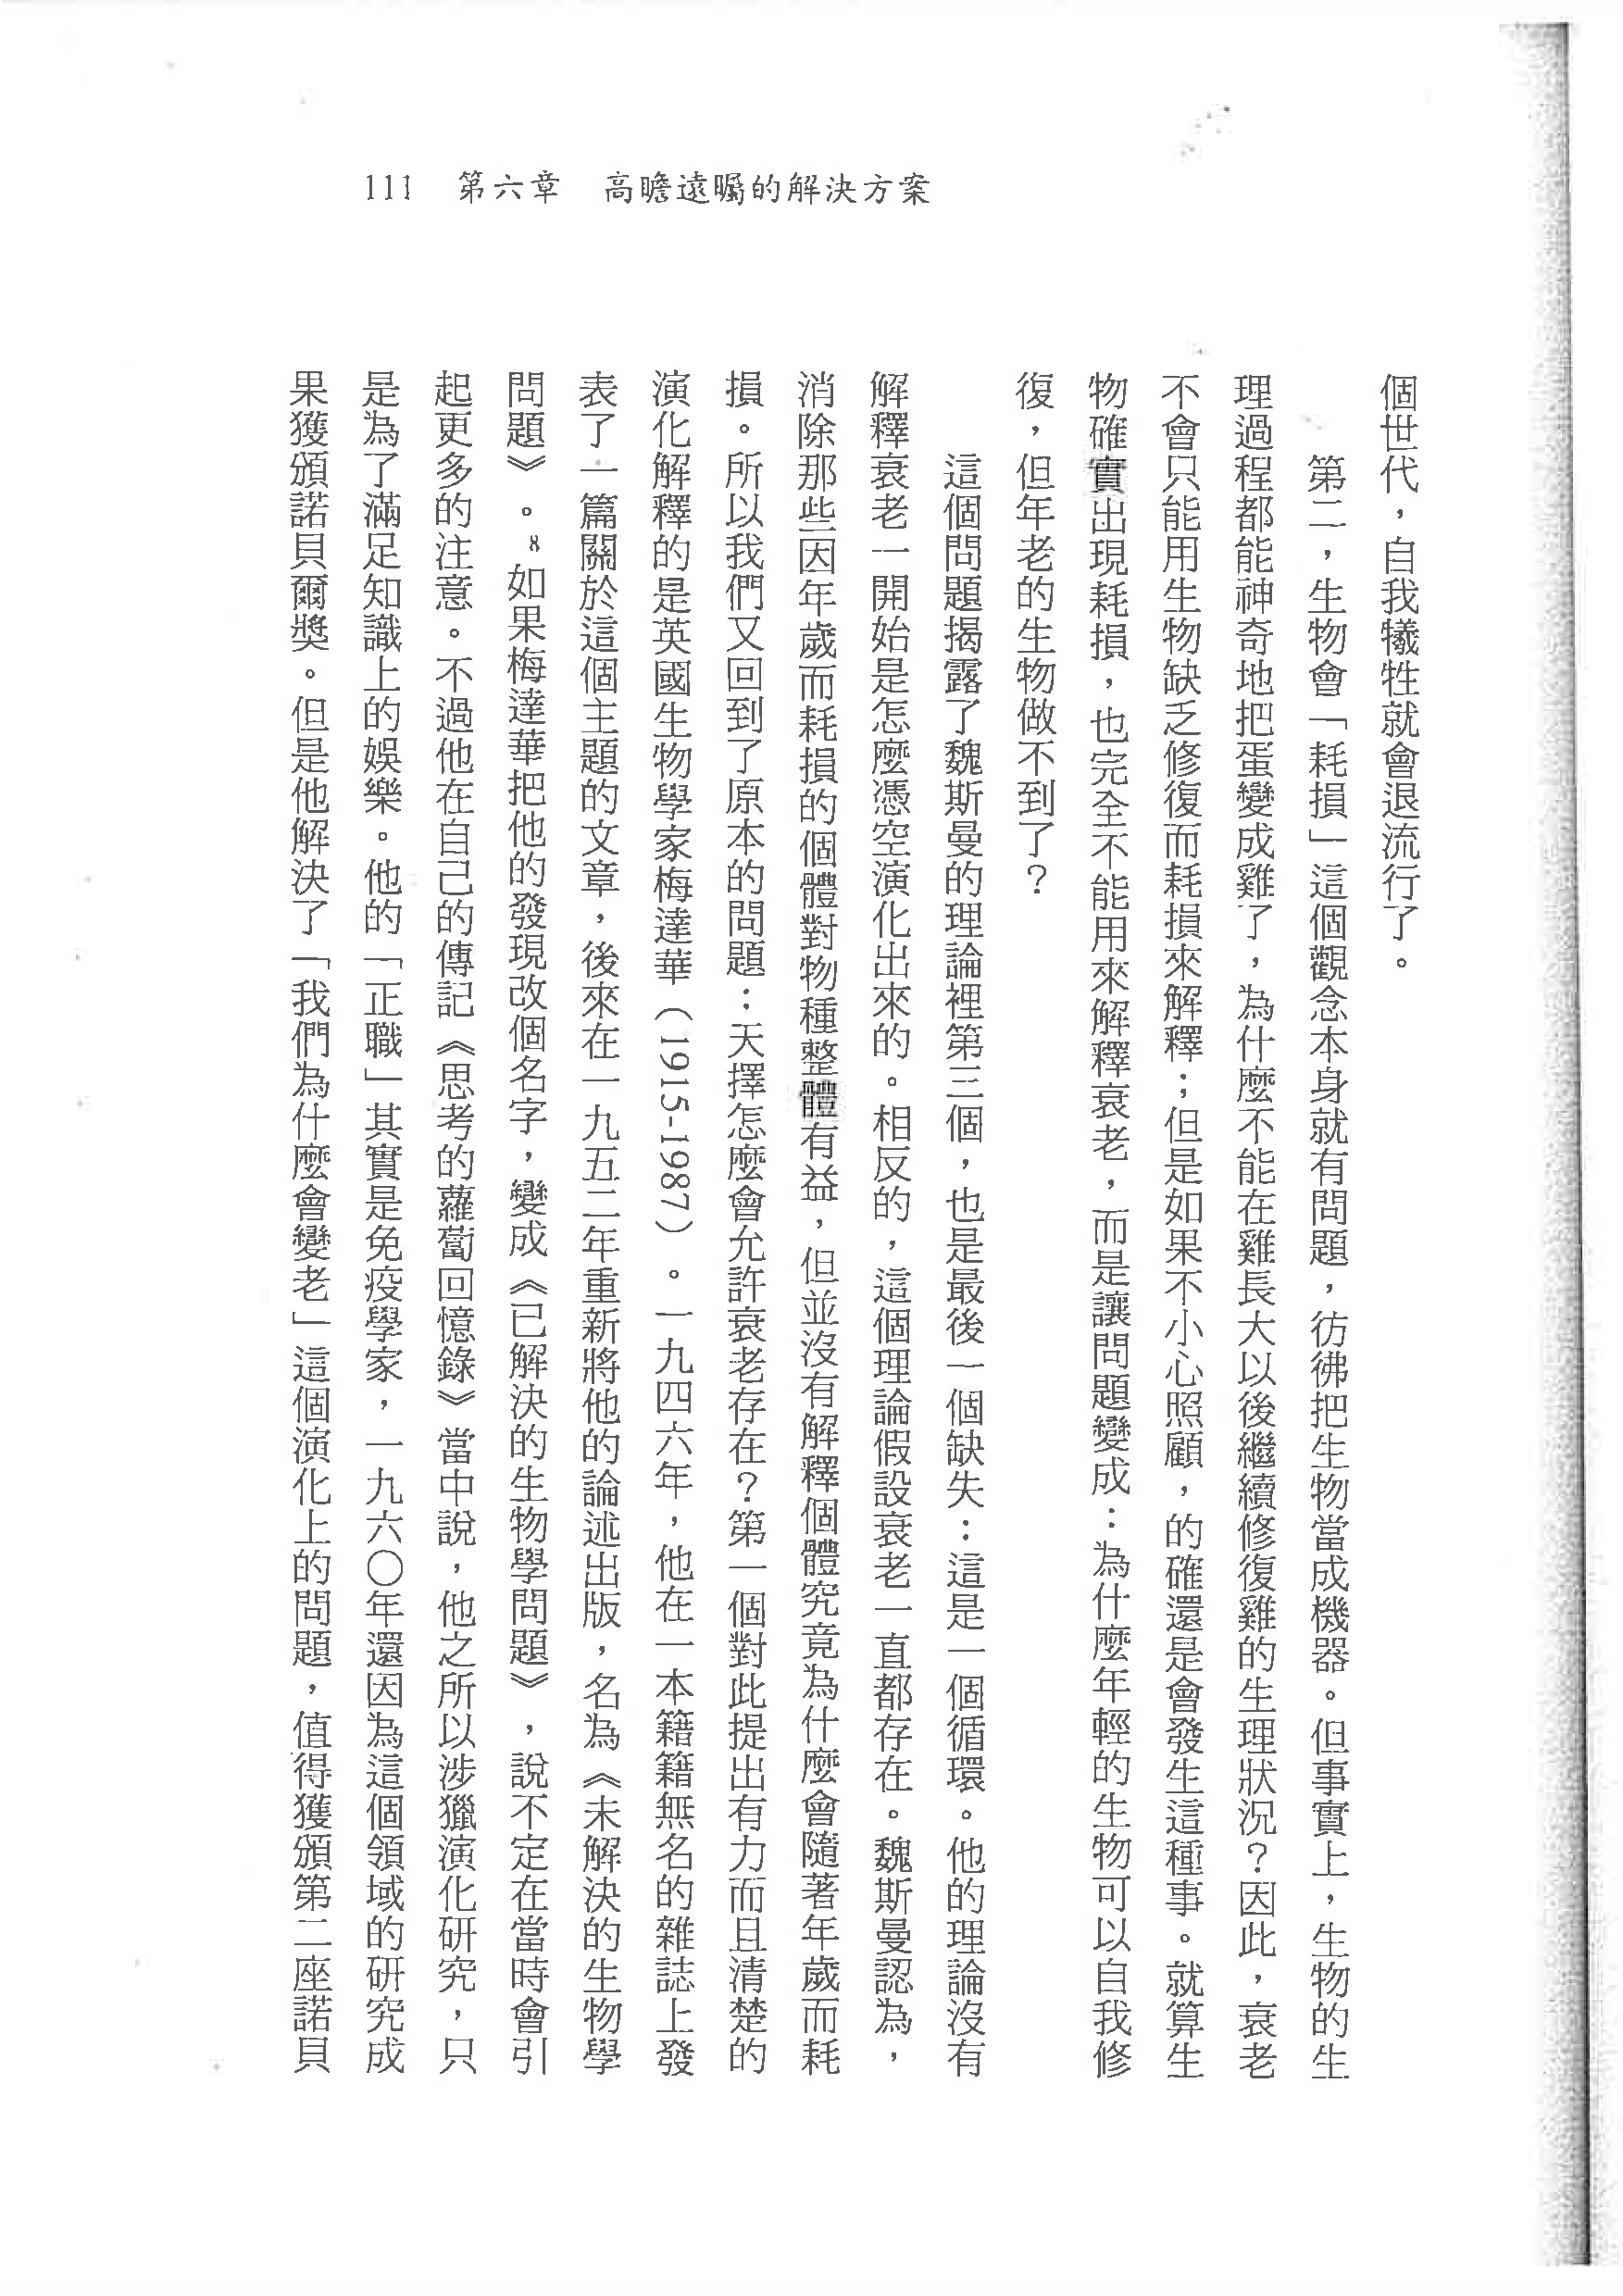 111 第六章 高瞻遠矚的解決方案
個世代，自我犧牲就會退流行了。
第二，生物會「耗損」這個觀念本身就有問題，彷彿把生物當成機器。但事實上，生物的生
理過程都能神奇地把蛋變成雞了，為什麼不能在雞長大以後繼續修復雞的生理狀況？因此，衰老
不會只能用生物缺乏修復而耗損來解釋；但是如果不小心照顧，的確還是會發生這種事。就算生
物確實出現耗損，也完全不能用來解釋衰老，而是讓問題變成：為什麼年輕的生物可以自我修
復，但年老的生物做不到了？
這個問題揭露了魏斯曼的理論裡第三個，也是最後一個缺失：這是一個循環。他的理論沒有
解釋衰老一開始是怎麼憑空演化出來的。相反的，這個理論假設衰老一直都存在。魏斯曼認為，
消除那些因年歲而耗損的個體對物種整體有益，但並沒有解釋個體究竟為什麼會隨著年歲而耗
損。所以我們又回到了原本的問題：天擇怎麼會允許衰老存在？第一個對此提出有力而且清楚的
演化解釋的是英國生物學家梅達華（1915-1987）。一九四六年，他在一本籍籍無名的雜誌上發
表了一篇關於這個主題的文章，後來在一九五二年重新將他的論述出版，名為《未解決的生物學
問題》。8如果梅達華把他的發現改個名字，變成《已解決的生物學問題》，說不定在當時會引
起更多的注意。不過他在自己的傳記《思考的蘿蔔回憶錄》當中說，他之所以涉獵演化研究，只
是為了滿足知識上的娛樂。他的「正職」其實是免疫學家，一九六〇年還因為這個領域的研究成
果獲頒諾貝爾獎。但是他解決了「我們為什麼會變老」這個演化上的問題，值得獲頒第二座諾貝